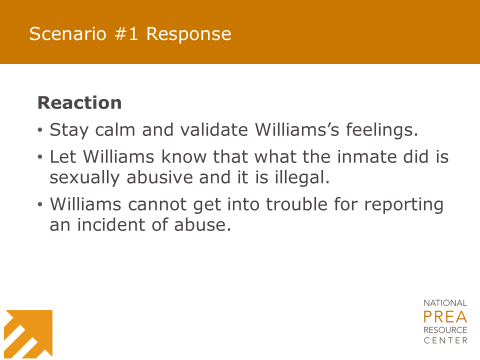 Scenario #1 Response
Reaction
• Stay calm and validate Williams’s feelings.
• Let Williams know that what the inmate did is
sexually abusive and it is illegal.
• Williams cannot get into trouble for reporting
an incident of abuse.
NATIONAL
PREA
RESOURCE
CENTER